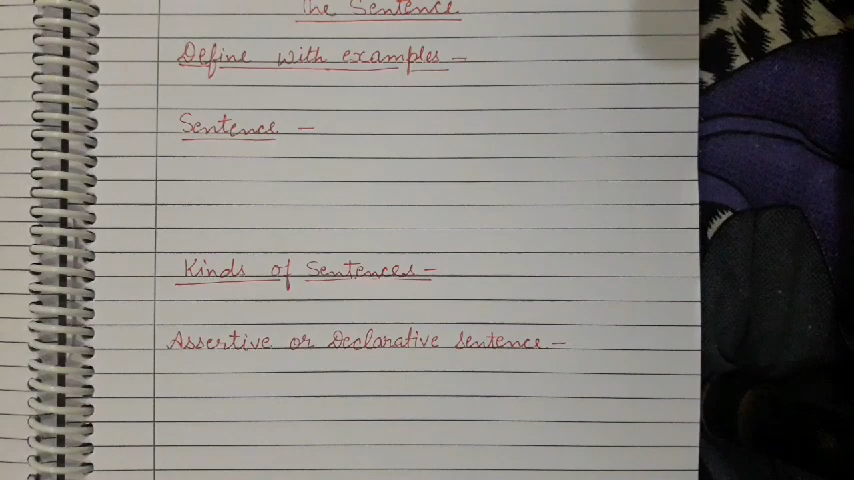 The Sentence
Define with examples –
Sentence –
Kinds of Sentences –
Assertive or Declarative Sentence –